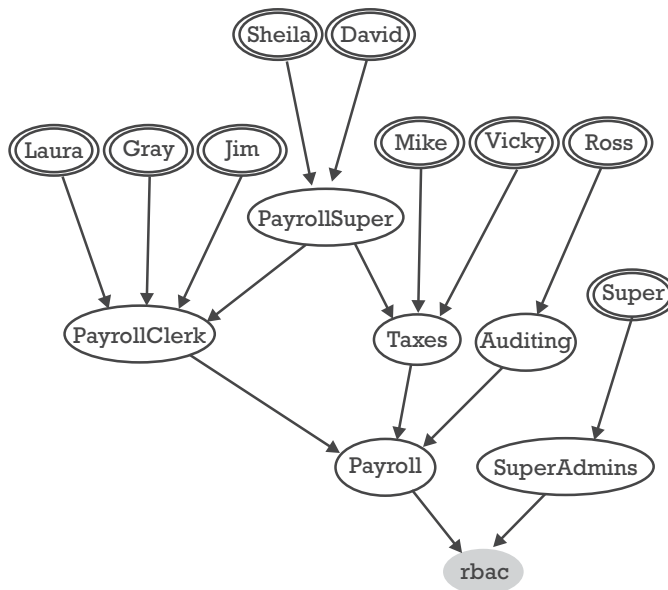 Sheila
David
Laura
Gray
Jim
Mike
Vicky
Ross
PayrollSuper
Super
PayrollClerk
Taxes
Auditing
Payroll
SuperAdmins
rbac